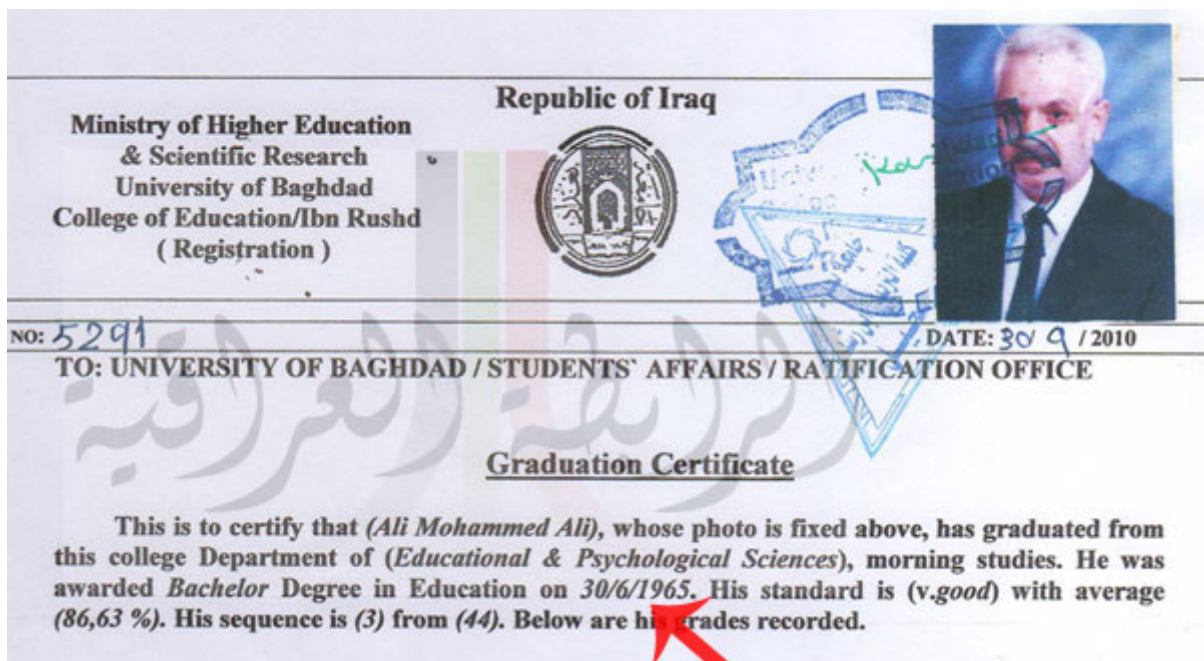 Republic of Iraq
Ministry of Higher Education
& Scientific Research
University of Baghdad
College of Education/Ibn Rushd
( Registration )
NO: 5291
DATE: 30/ 9 / 2010
TO: UNIVERSITY OF BAGHDAD / STUDENTS` AFFAIRS / RATIFICATION OFFICE
الرابطة العراقية
Graduation Certificate
This is to certify that (Ali Mohammed Ali), whose photo is fixed above, has graduated from
this college Department of (Educational & Psychological Sciences), morning studies. He was
awarded Bachelor Degree in Education on 30/6/1965. His standard is (v.good) with average
(86,63 %). His sequence is (3) from (44). Below are his grades recorded.